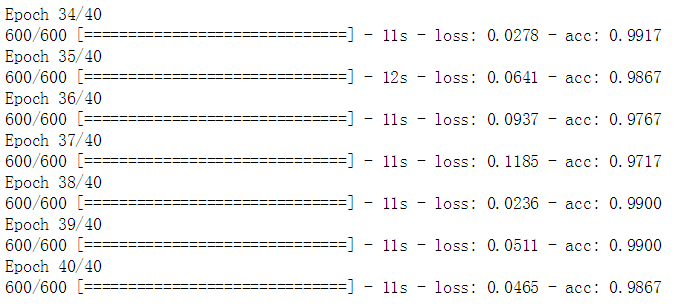 Epoch 34/40
600/600 [==============================] - 11s - loss: 0.0278 - acc: 0.9917
Epoch 35/40
600/600 [==============================] - 12s - loss: 0.0641 - acc: 0.9867
Epoch 36/40
600/600 [==============================] - 11s - loss: 0.0937 - acc: 0.9767
Epoch 37/40
600/600 [==============================] - 11s - loss: 0.1185 - acc: 0.9717
Epoch 38/40
600/600 [==============================] - 11s - loss: 0.0236 - acc: 0.9900
Epoch 39/40
600/600 [==============================] - 11s - loss: 0.0511 - acc: 0.9900
Epoch 40/40
600/600 [==============================] - 11s - loss: 0.0465 - acc: 0.9867